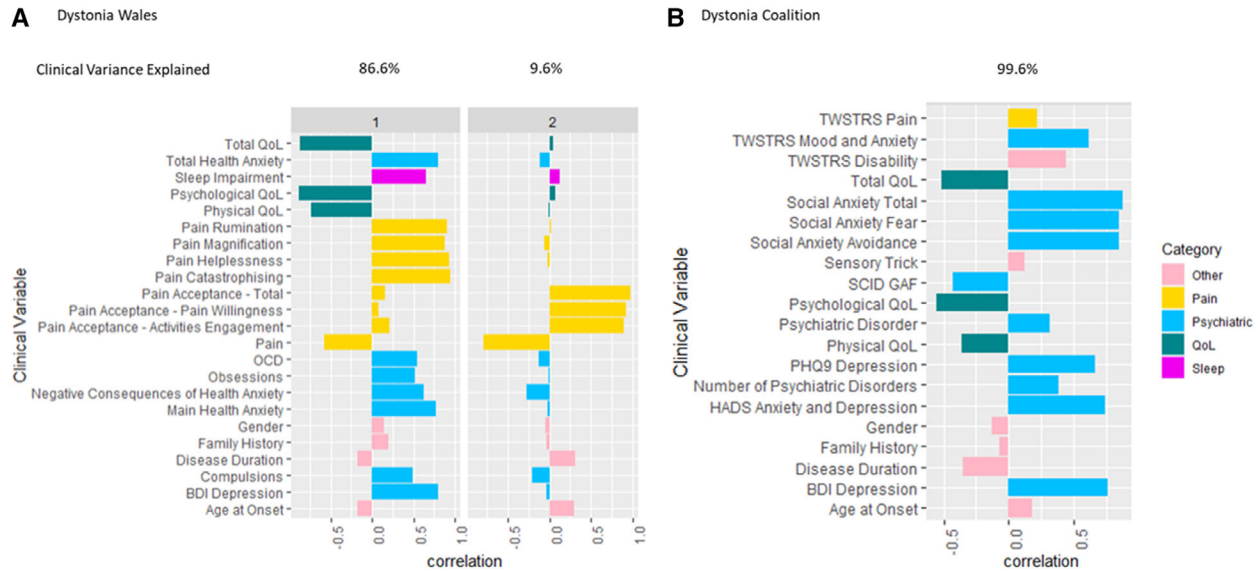 A Dystonia Wales
Clinical Variance Explained 86.6% 9.6%
1 2
Total QoL
Total Health Anxiety
Sleep Impairment
Psychological QoL
Physical QoL
Pain Rumination
Pain Magnification
Pain Helplessness
Pain Catastrophising
Pain Acceptance - Total
Pain Acceptance - Pain Willingness
Pain Acceptance - Activities Engagement
Pain
OCD
Obsessions
Negative Consequences of Health Anxiety
Main Health Anxiety
Gender
Family History
Disease Duration
Compulsions
BDI Depression
Age at Onset
Clinical Variable
-0.5 0.0 0.5 1.0 -0.5 0.0 0.5 1.0
correlation
B Dystonia Coalition
99.6%
TWSTRS Pain
TWSTRS Mood and Anxiety
TWSTRS Disability
Total QoL
Social Anxiety Total
Social Anxiety Fear
Social Anxiety Avoidance
Sensory Trick
SCID GAF
Psychological QoL
Psychiatric Disorder
Physical QoL
PHQ9 Depression
Number of Psychiatric Disorders
HADS Anxiety and Depression
Gender
Family History
Disease Duration
BDI Depression
Age at Onset
Clinical Variable
-0.5 0.0 0.5
correlation
Category
Other
Pain
Psychiatric
QoL
Sleep